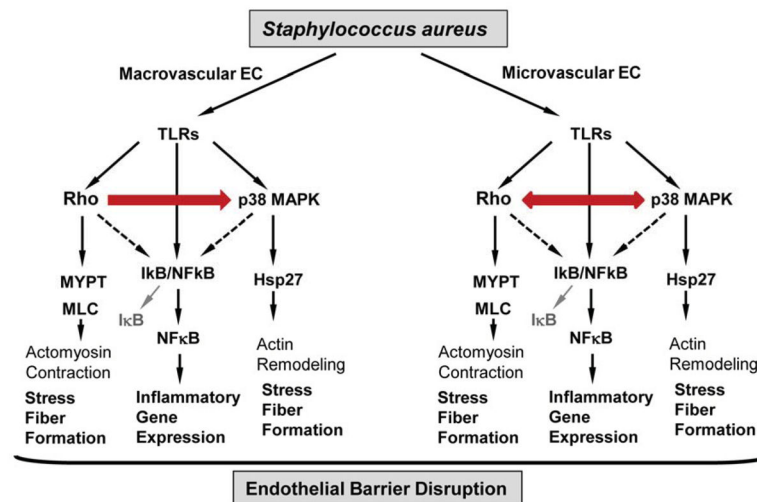 Staphylococcus aureus
Macrovascular EC
Microvascular EC
TLRs
TLRs
Rho
p38 MAPK
Rho
p38 MAPK
MYPT
IkB/NFkB
Hsp27
MYPT
IkB/NFkB
Hsp27
MLC
IκB
MLC
IκB
NFκB
NFκB
Actomyosin
Contraction
Actin
Remodeling
Actomyosin
Contraction
Actin
Remodeling
Stress
Fiber
Formation
Inflammatory
Gene
Expression
Stress
Fiber
Formation
Stress
Fiber
Formation
Inflammatory
Gene
Expression
Stress
Fiber
Formation
Endothelial Barrier Disruption